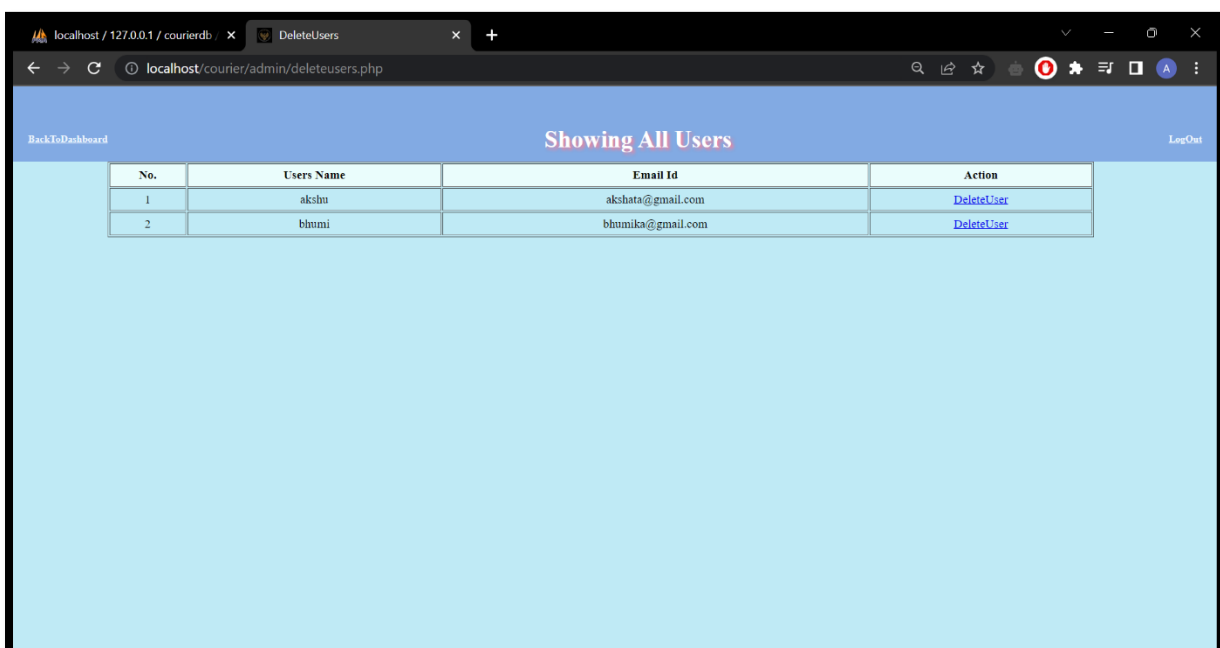 localhost / 127.0.0.1 / courierdb / DeleteUsers
localhost/courier/admin/deleteusers.php A
BackToDashboard Showing All Users LogOut
No. Users Name Email Id Action
1 akshu akshata@gmail.com DeleteUser
2 bhumi bhumika@gmail.com DeleteUser